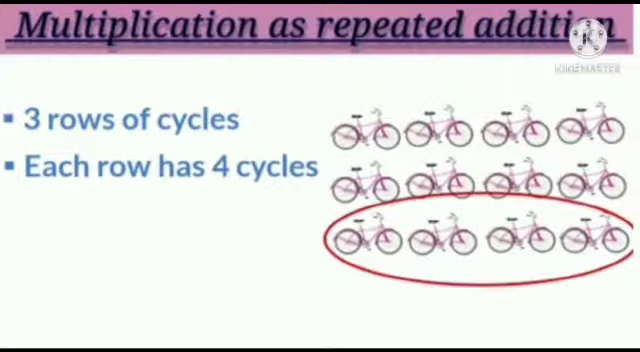 Multiplication as repeated addition
KINEMASTER
▪ 3 rows of cycles
▪ Each row has 4 cycles